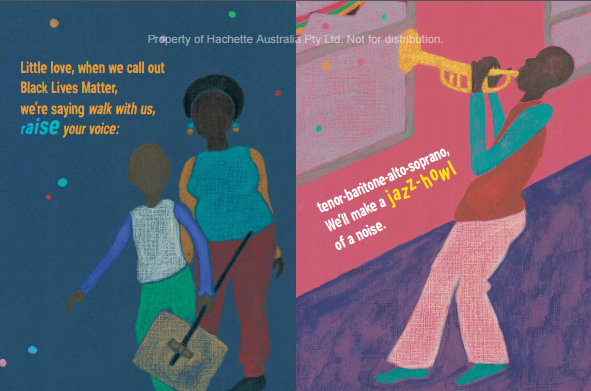 Property of Hachette Australia Pty Ltd. Not for distribution.
Little love, when we call out
Black Lives Matter,
we're saying walk with us,
raise your voice:
tenor-baritone-alto-soprano,
We'll make a jazz-howl
of a noise.